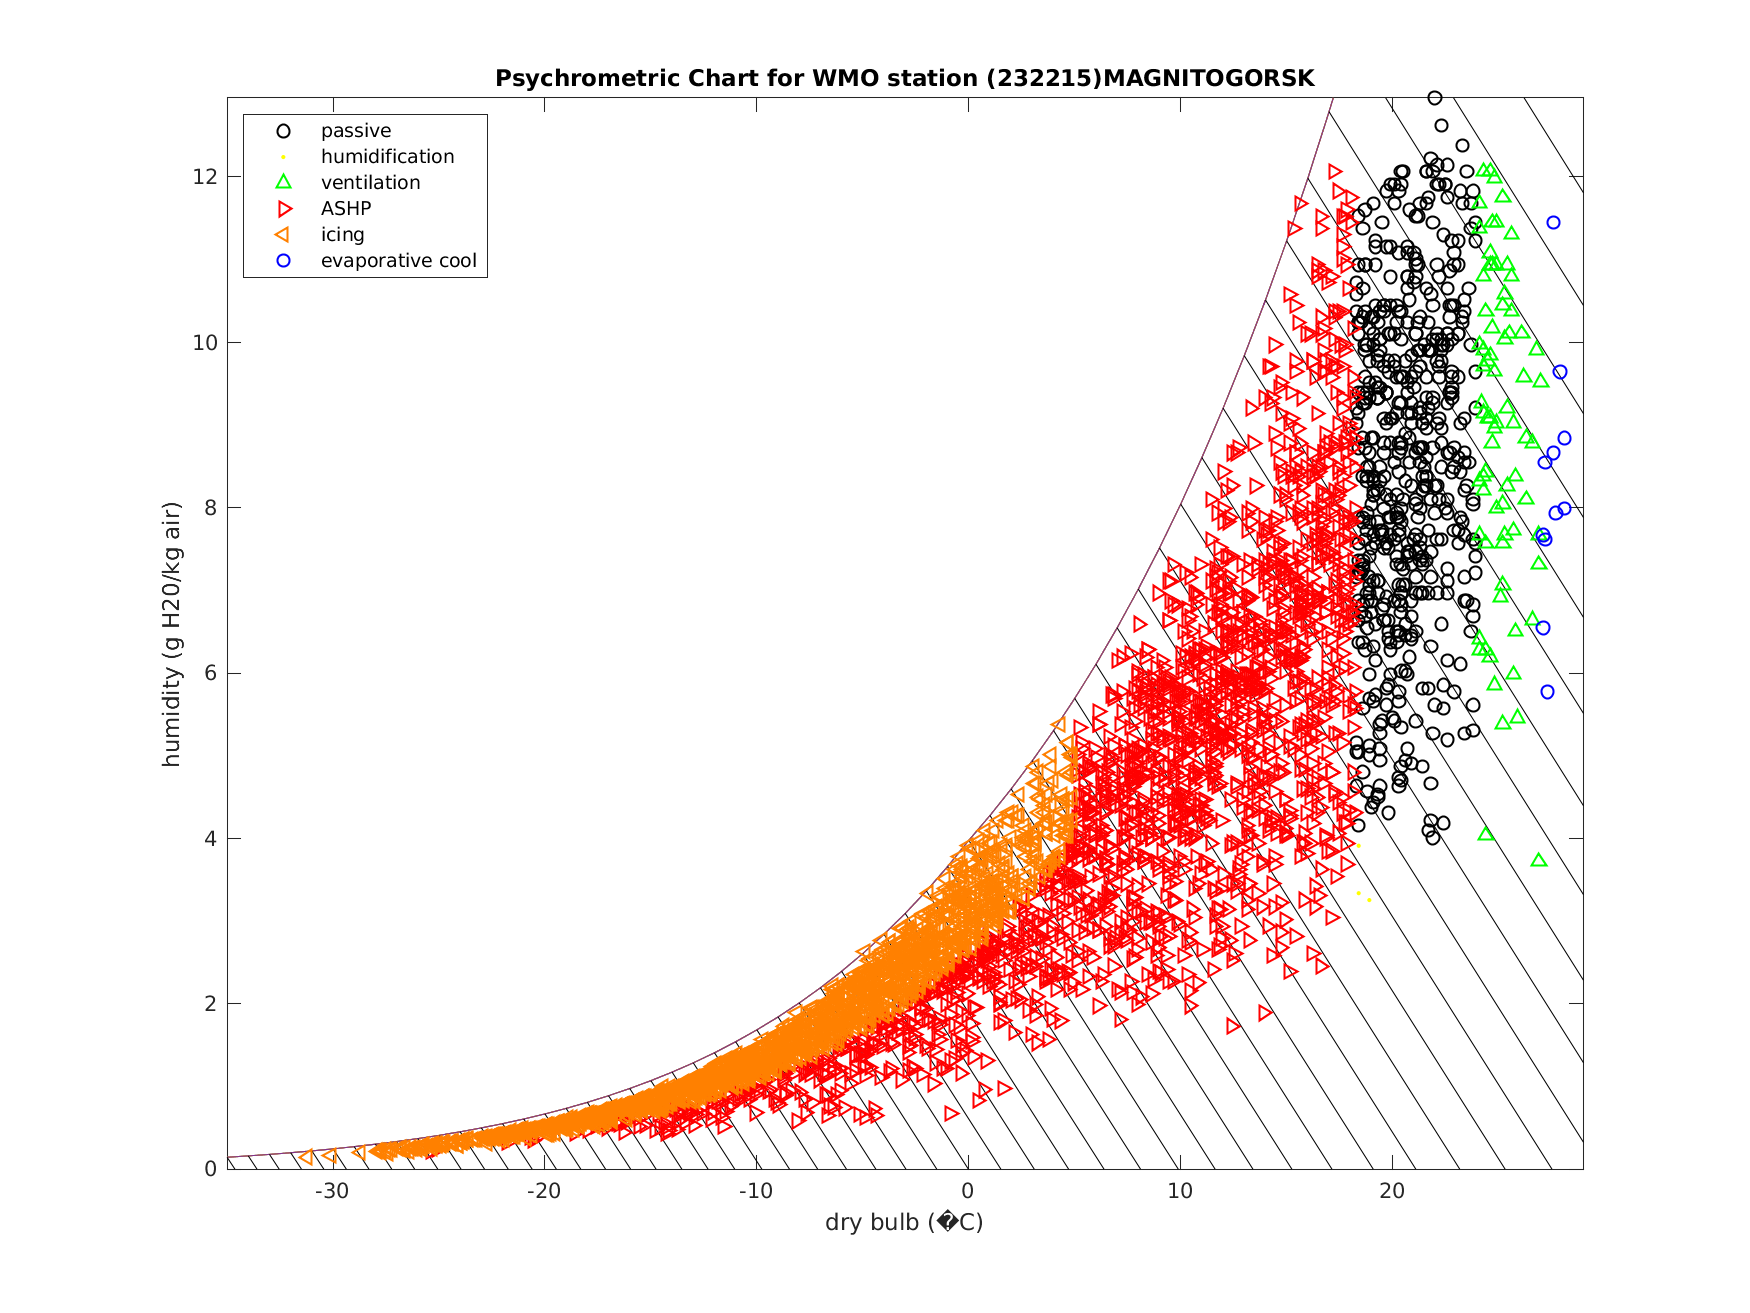 Psychrometric Chart for WMO station (232215)MAGNITOGORSK
passive
humidification
ventilation
ASHP
icing
evaporative cool
humidity (g H20/kg air)
12
10
8
6
4
2
0
-30
-20
-10
0
10
20
dry bulb (�C)